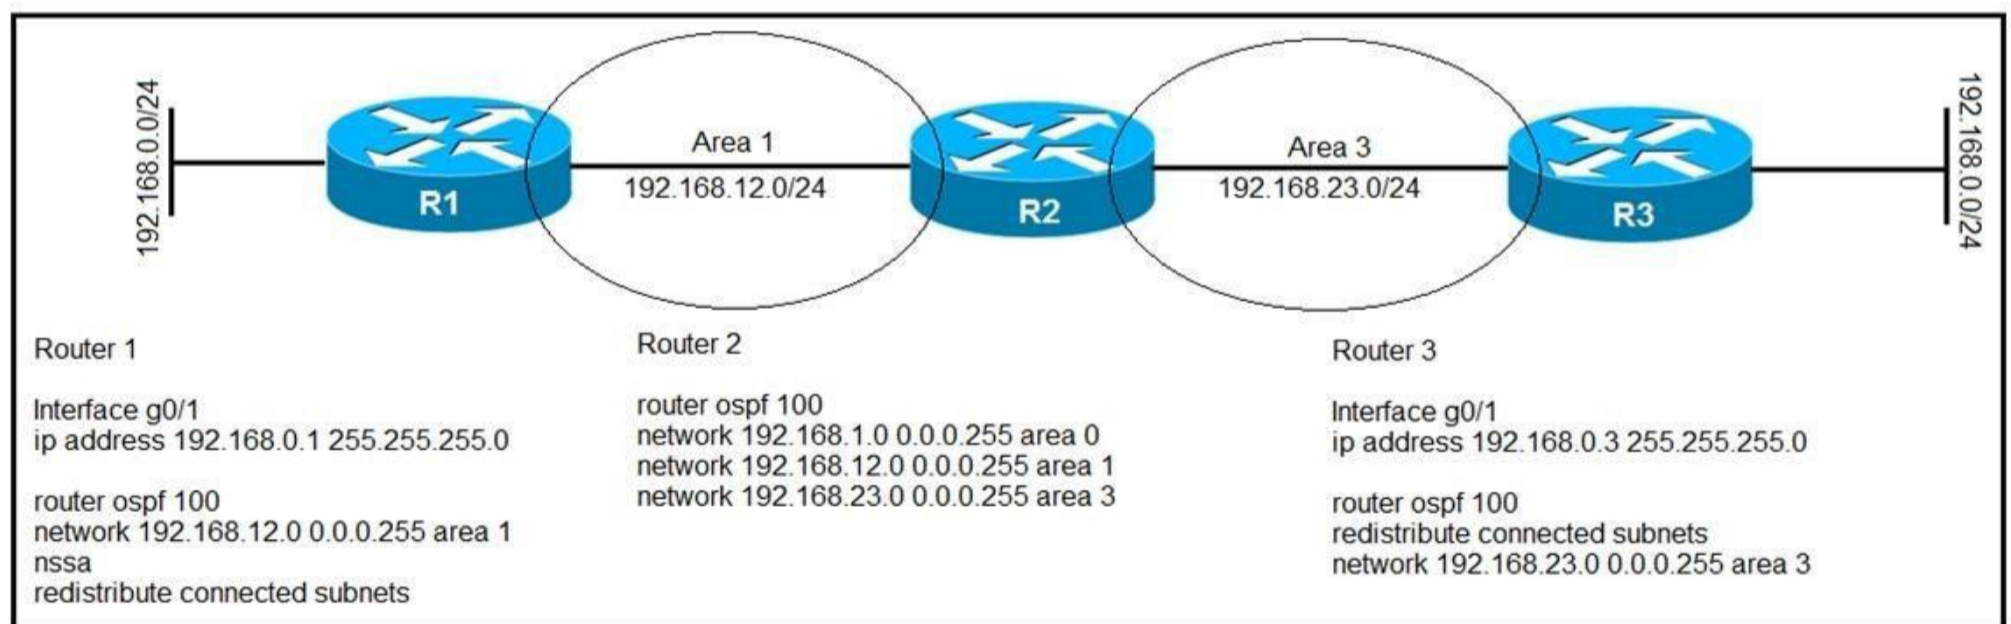 192.168.0.0/24
R1
Area 1
192.168.12.0/24
R2
Area 3
192.168.23.0/24
R3
192.168.0.0/24
Router 1
Interface g0/1
ip address 192.168.0.1 255.255.255.0
router ospf 100
network 192.168.12.0 0.0.0.255 area 1
nssa
redistribute connected subnets
Router 2
router ospf 100
network 192.168.1.0 0.0.0.255 area 0
network 192.168.12.0 0.0.0.255 area 1
network 192.168.23.0 0.0.0.255 area 3
Router 3
Interface g0/1
ip address 192.168.0.3 255.255.255.0
router ospf 100
redistribute connected subnets
network 192.168.23.0 0.0.0.255 area 3